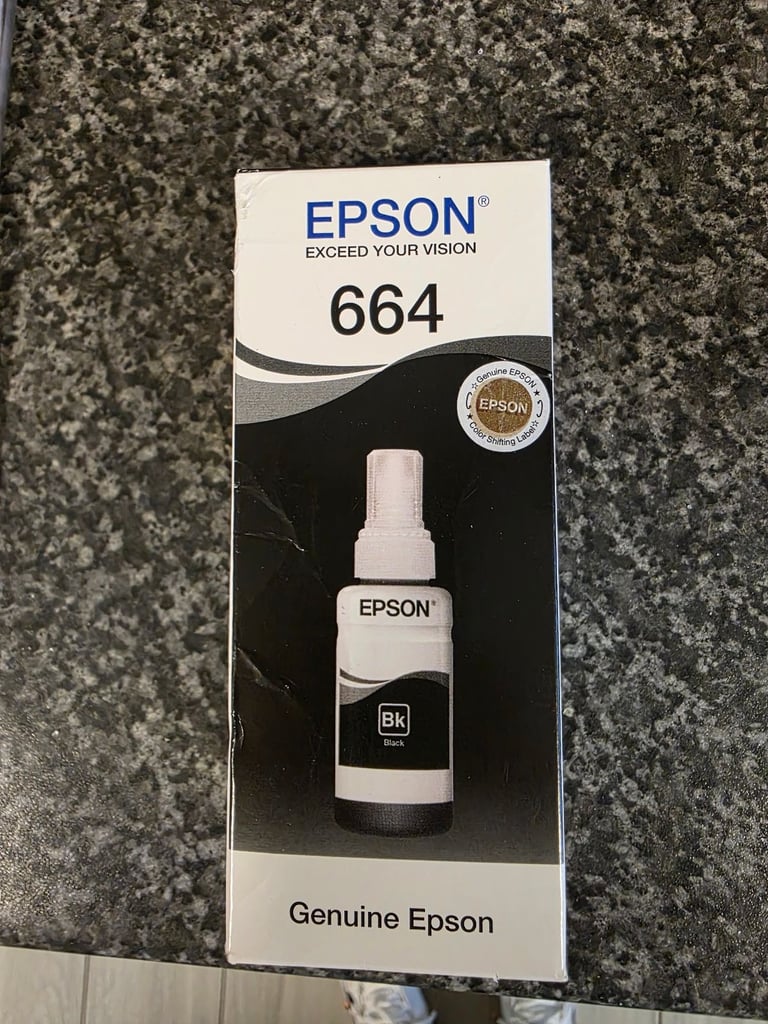 EPSON®
EXCEED YOUR VISION
664
☆ Genuine EPSON ★
EPSON
★ Color Shifting Label ☆
EPSON®
Bk
Black
Genuine Epson